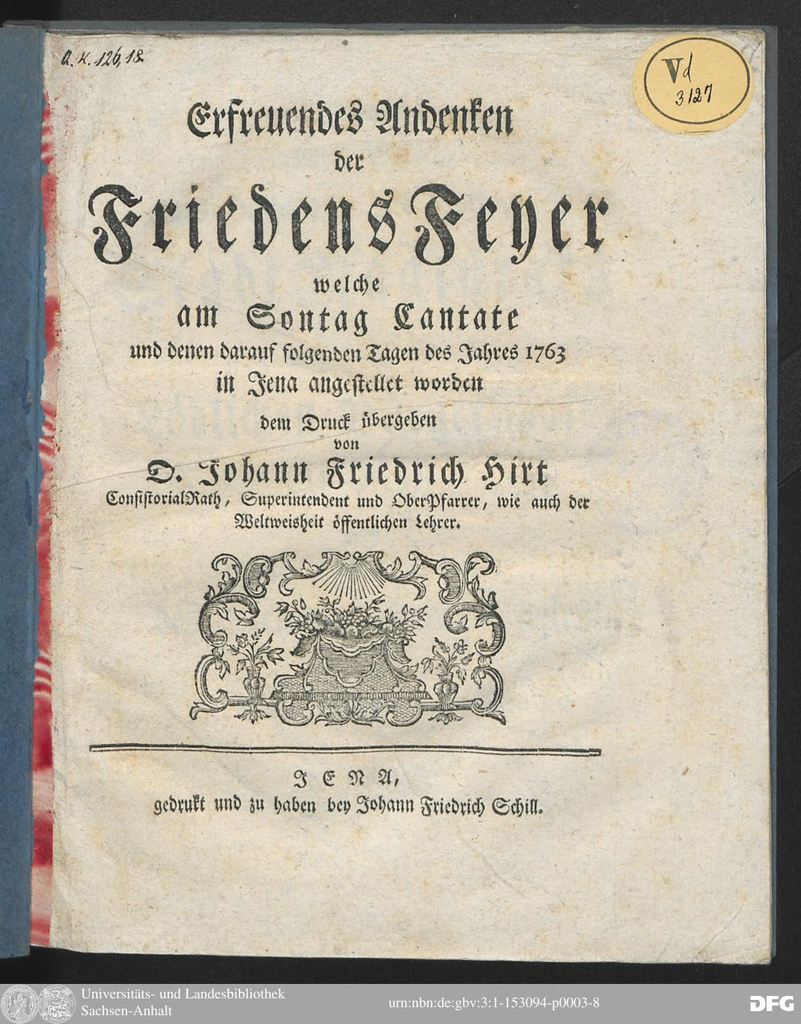 a. K. 126, 18.
Vd
3127
Erfreuendes Andenken
der
FriedensFeyer
welche
am Sontag Cantate
und denen darauf folgenden Tagen des Jahres 1763
in Jena angestellet worden
dem Druck übergeben
von
D. Johann Friedrich Hirt
ConsistorialRath, Superintendent und OberPfarrer, wie auch der
Weltweisheit öffentlichen Lehrer.
JENA,
gedrukt und zu haben bey Johann Friedrich Schill.
Universitäts- und Landesbibliothek
Sachsen-Anhalt
urn:nbn:de:gbv:3:1-153094-p0003-8
DFG